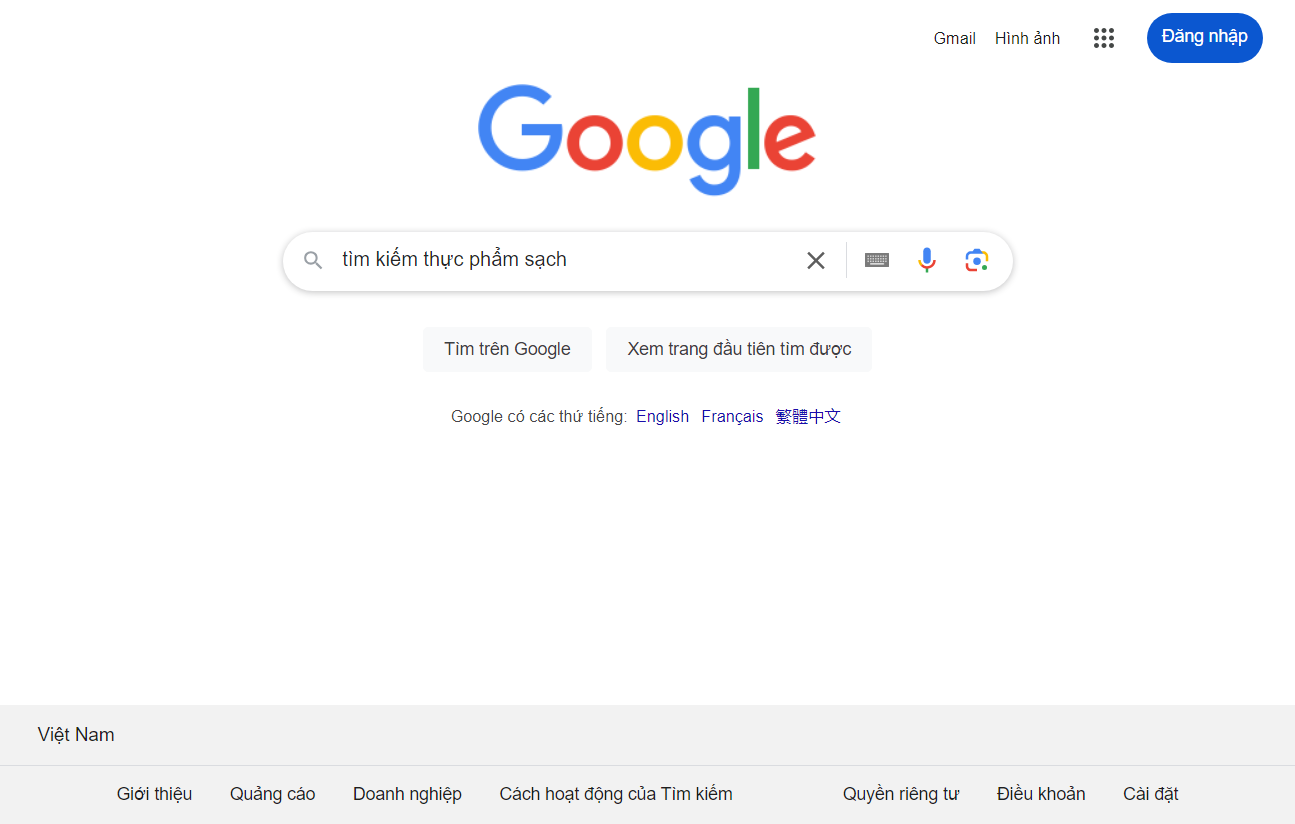 Gmail Hình ảnh Đăng nhập
Google
tìm kiếm thực phẩm sạch
Tìm trên Google Xem trang đầu tiên tìm được
Google có các thứ tiếng: English Français 繁體中文
Việt Nam
Giới thiệu Quảng cáo Doanh nghiệp Cách hoạt động của Tìm kiếm Quyền riêng tư Điều khoản Cài đặt